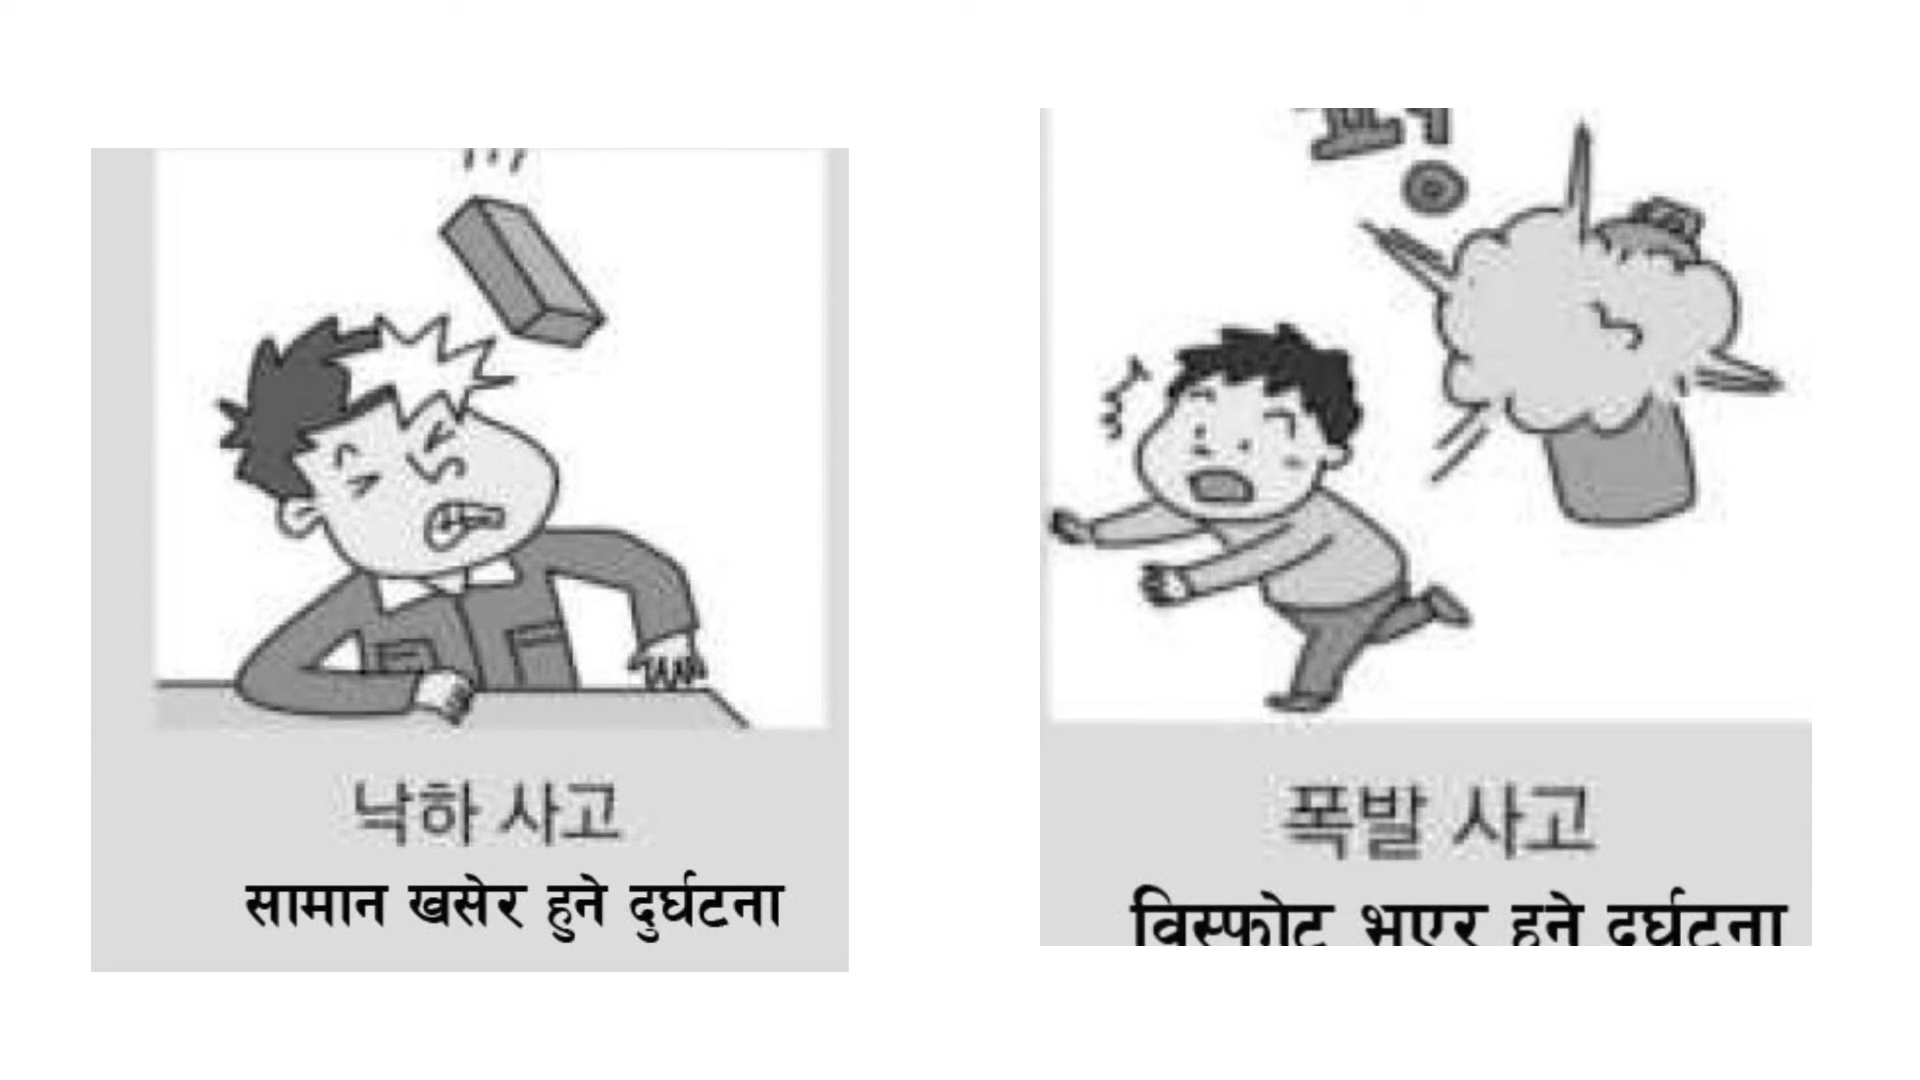 낙하 사고
सामान खसेर हुने दुर्घटना
폭발 사고
विस्फोट भएर हुने दुर्घटना